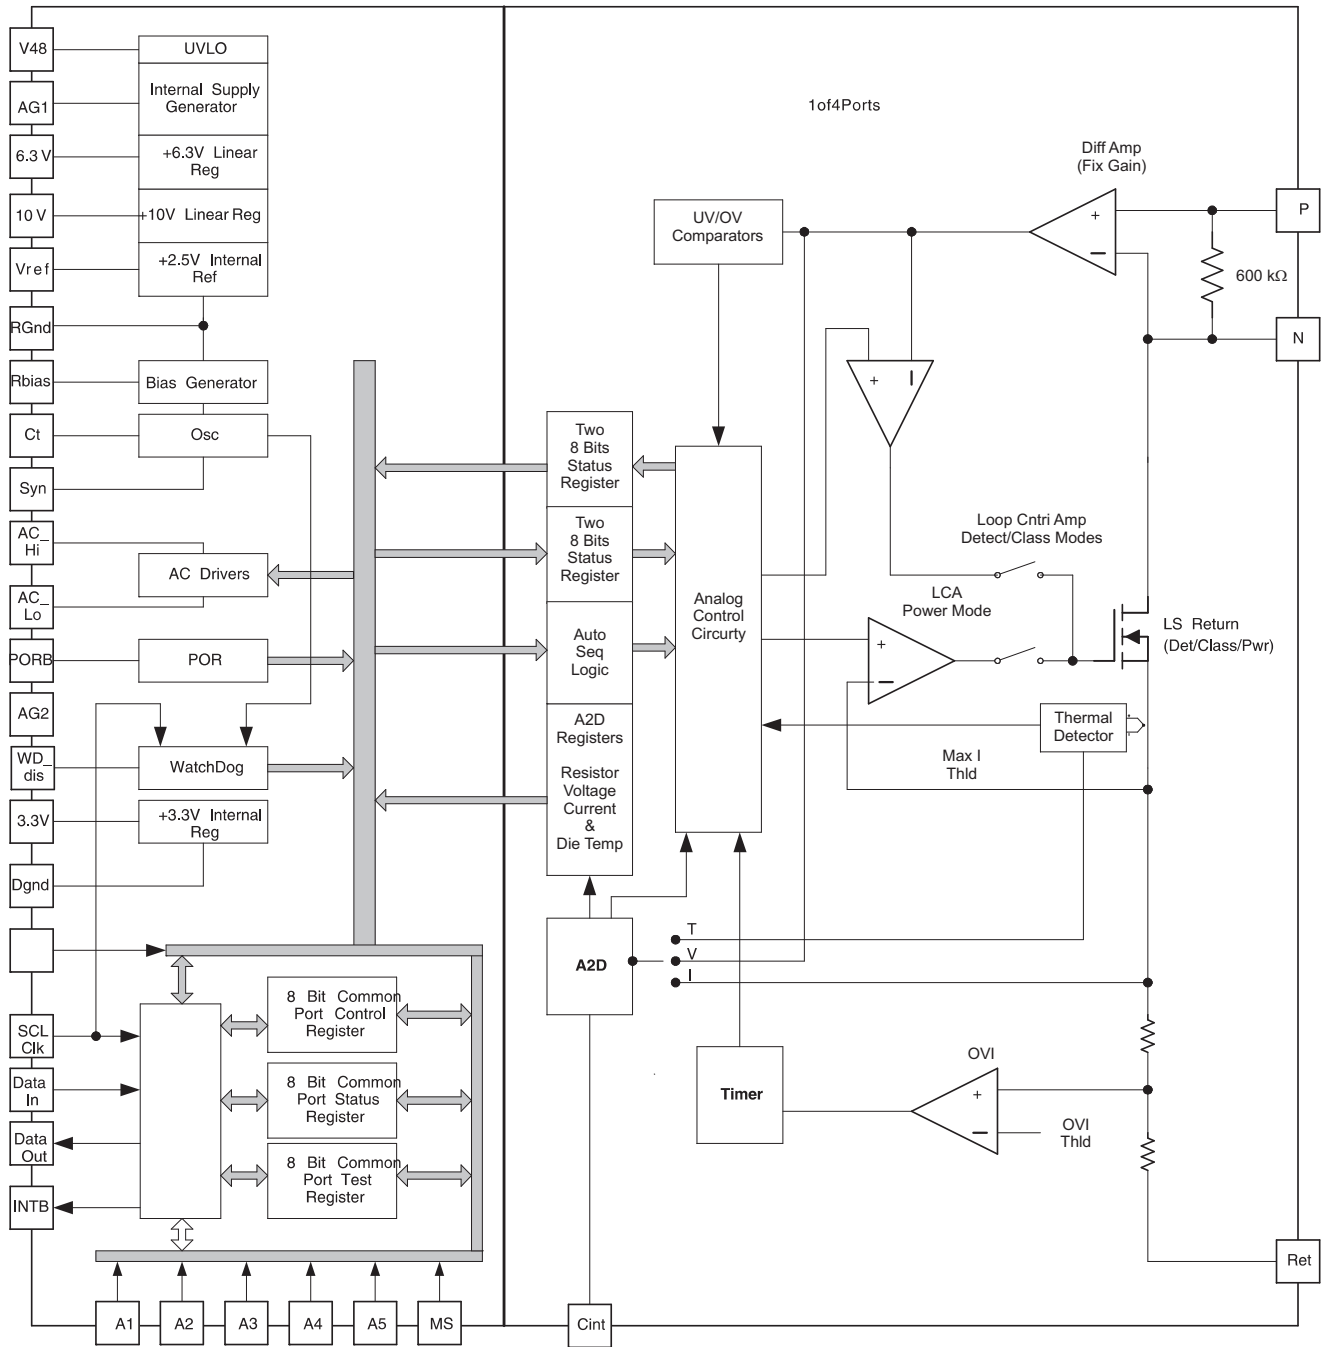 V48
AG1
6.3 V
10 V
Vref
RGnd
Rbias
Ct
Syn
AC_
Hi
AC_
Lo
PORB
AG2
WD_
dis
3.3V
Dgnd
SCL
Clk
Data
In
Data
Out
INTB
UVLO
Internal Supply
Generator
+6.3V Linear
Reg
+10V Linear Reg
+2.5V Internal
Ref
Bias Generator
Osc
AC Drivers
POR
WatchDog
+3.3V Internal
Reg
8 Bit Common
Port Control
Register
8 Bit Common
Port Status
Register
8 Bit Common
Port Test
Register
A1
A2
A3
A4
A5
MS
1of4Ports
Diff Amp
(Fix Gain)
+
−
P
600 kΩ
N
UV/OV
Comparators
+
−
Two
8 Bits
Status
Register
Two
8 Bits
Status
Register
Auto
Seq
Logic
A2D
Registers
Resistor
Voltage
Current
&
Die Temp
Analog
Control
Circurty
Loop Cntri Amp
Detect/Class Modes
LCA
Power Mode
+
−
LS Return
(Det/Class/Pwr)
Thermal
Detector
Max I
Thld
A2D
T
V
I
Timer
OVI
+
−
OVI
Thld
Ret
Cint